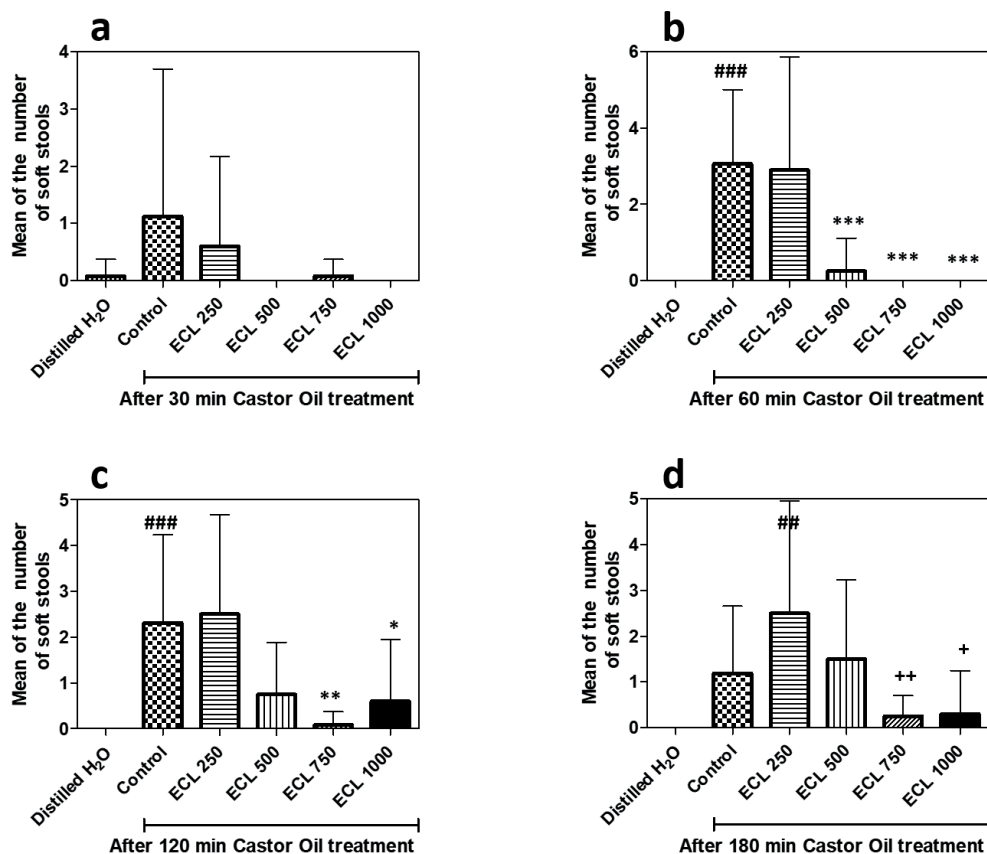 a
Mean of the number
of soft stools
4
3
2
1
0
Distilled H₂O
Control
ECL 250
ECL 500
ECL 750
ECL 1000
After 30 min Castor Oil treatment
b
Mean of the number
of soft stools
6
4
2
0
###
***
***
***
Distilled H₂O
Control
ECL 250
ECL 500
ECL 750
ECL 1000
After 60 min Castor Oil treatment
c
Mean of the number
of soft stools
5
4
3
2
1
0
###
**
*
Distilled H₂O
Control
ECL 250
ECL 500
ECL 750
ECL 1000
After 120 min Castor Oil treatment
d
Mean of the number
of soft stools
5
4
3
2
1
0
##
++
+
Distilled H₂O
Control
ECL 250
ECL 500
ECL 750
ECL 1000
After 180 min Castor Oil treatment